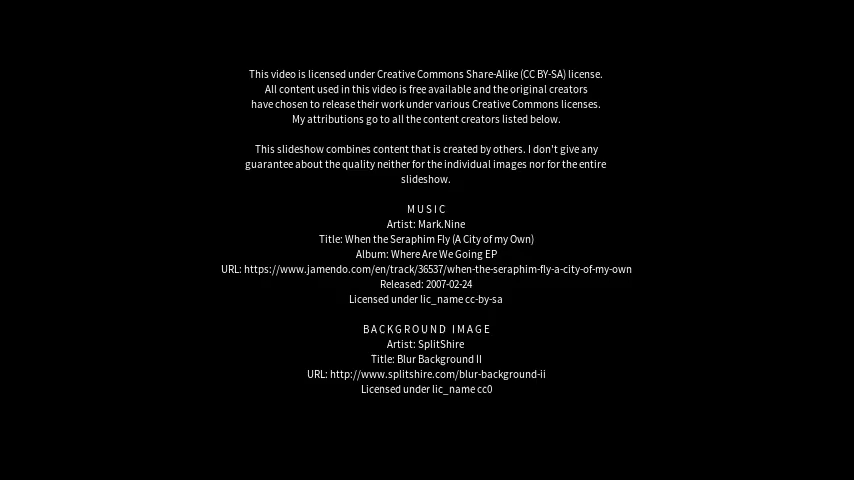 This video is licensed under Creative Commons Share-Alike (CC BY-SA) license.
All content used in this video is free available and the original creators
have chosen to release their work under various Creative Commons licenses.
My attributions go to all the content creators listed below.
This slideshow combines content that is created by others. I don't give any
guarantee about the quality neither for the individual images nor for the entire
slideshow.
MUSIC
Artist: Mark.Nine
Title: When the Seraphim Fly (A City of my Own)
Album: Where Are We Going EP
URL: https://www.jamendo.com/en/track/36537/when-the-seraphim-fly-a-city-of-my-own
Released: 2007-02-24
Licensed under lic_name cc-by-sa
BACKGROUND IMAGE
Artist: SplitShire
Title: Blur Background II
URL: http://www.splitshire.com/blur-background-ii
Licensed under lic_name cc0